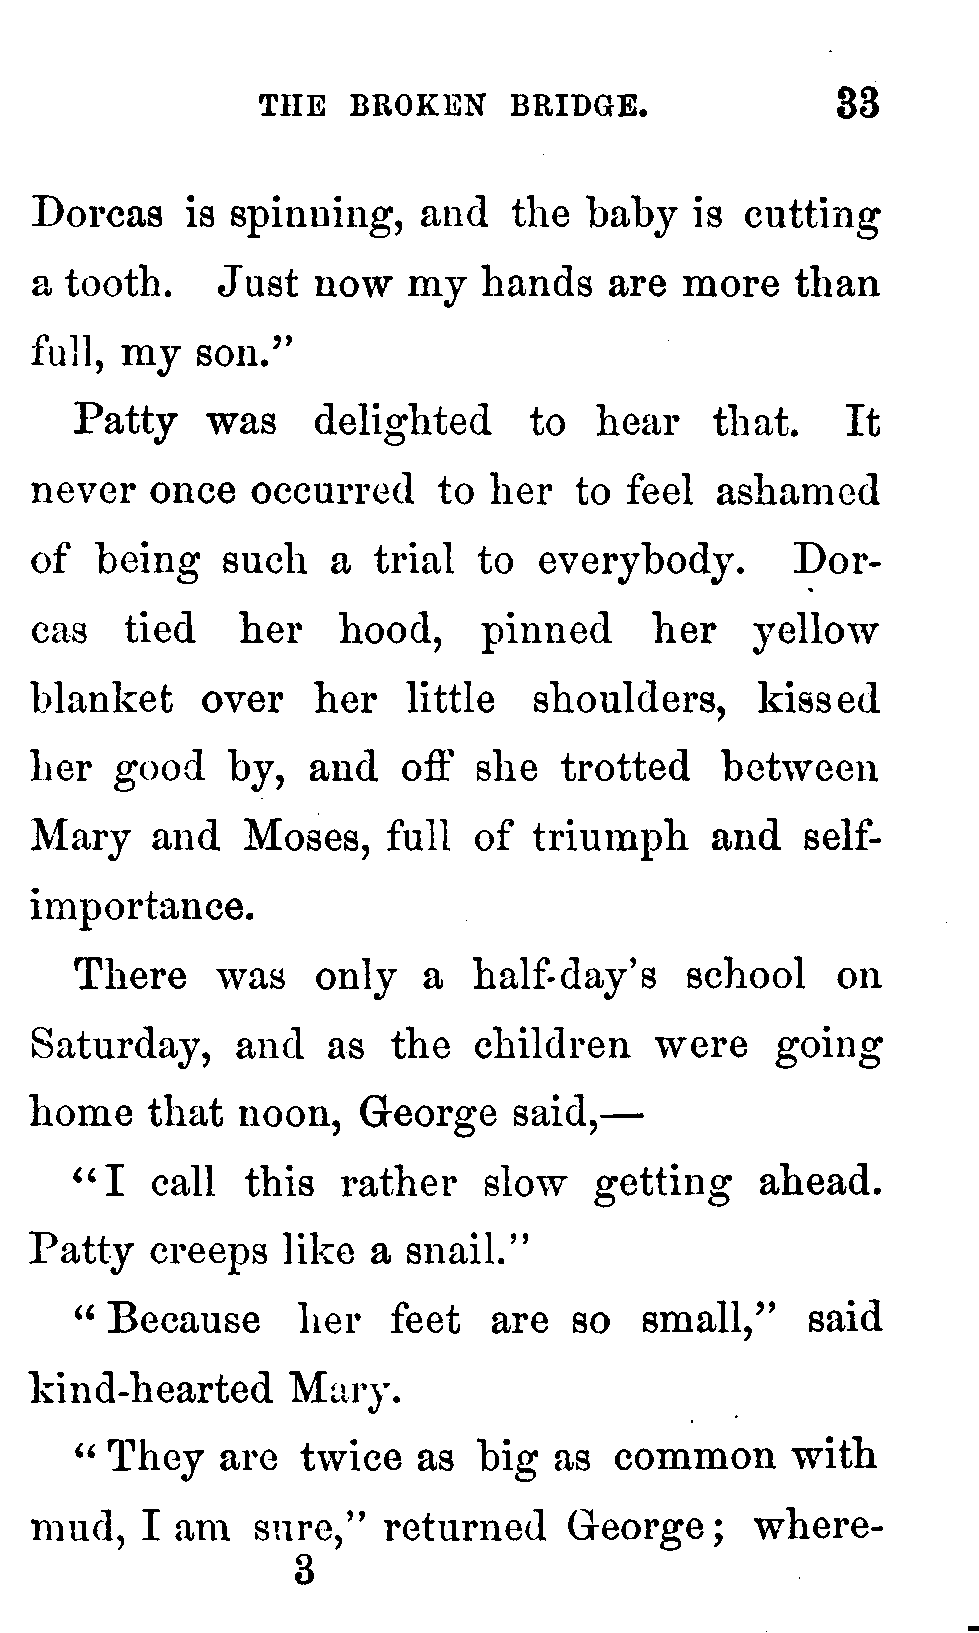 THE BROKEN BRIDGE. 33
Dorcas is spinning, and the baby is cutting
a tooth. Just now my hands are more than
full, my son."
Patty was delighted to hear that. It
never once occurred to her to feel ashamed
of being such a trial to everybody. Dor-
cas tied her hood, pinned her yellow
blanket over her little shoulders, kissed
her good by, and off she trotted between
Mary and Moses, full of triumph and self-
importance.
There was only a half-day's school on
Saturday, and as the children were going
home that noon, George said,—
"I call this rather slow getting ahead.
Patty creeps like a snail."
"Because her feet are so small," said
kind-hearted Mary.
"They are twice as big as common with
mud, I am sure," returned George; where-
3